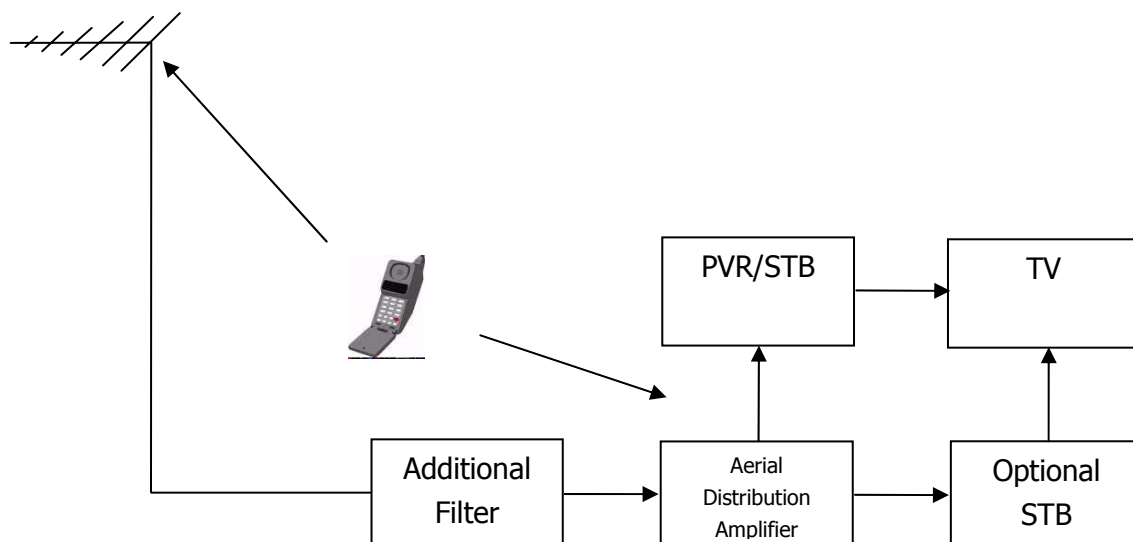 PVR/STB
TV
Additional
Filter
Aerial
Distribution
Amplifier
Optional
STB